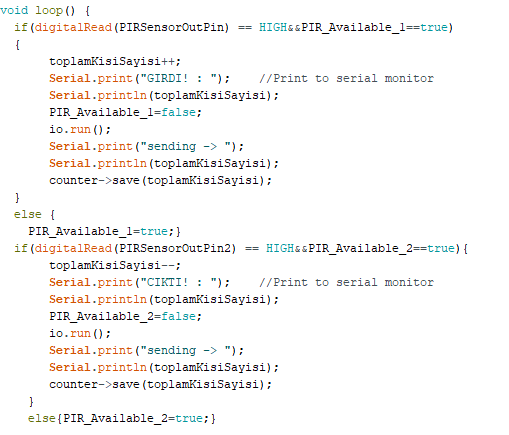 void loop() {
if(digitalRead(PIRSensorOutPin) == HIGH&&PIR_Available_1==true)
{
toplamKisiSayisi++;
Serial.print("GIRDI! : ");    //Print to serial monitor
Serial.println(toplamKisiSayisi);
PIR_Available_1=false;
io.run();
Serial.print("sending -> ");
Serial.println(toplamKisiSayisi);
counter->save(toplamKisiSayisi);
}
else {
PIR_Available_1=true;}
if(digitalRead(PIRSensorOutPin2) == HIGH&&PIR_Available_2==true){
toplamKisiSayisi--;
Serial.print("CIKTI! : ");    //Print to serial monitor
Serial.println(toplamKisiSayisi);
PIR_Available_2=false;
io.run();
Serial.print("sending -> ");
Serial.println(toplamKisiSayisi);
counter->save(toplamKisiSayisi);
}
else{PIR_Available_2=true;}